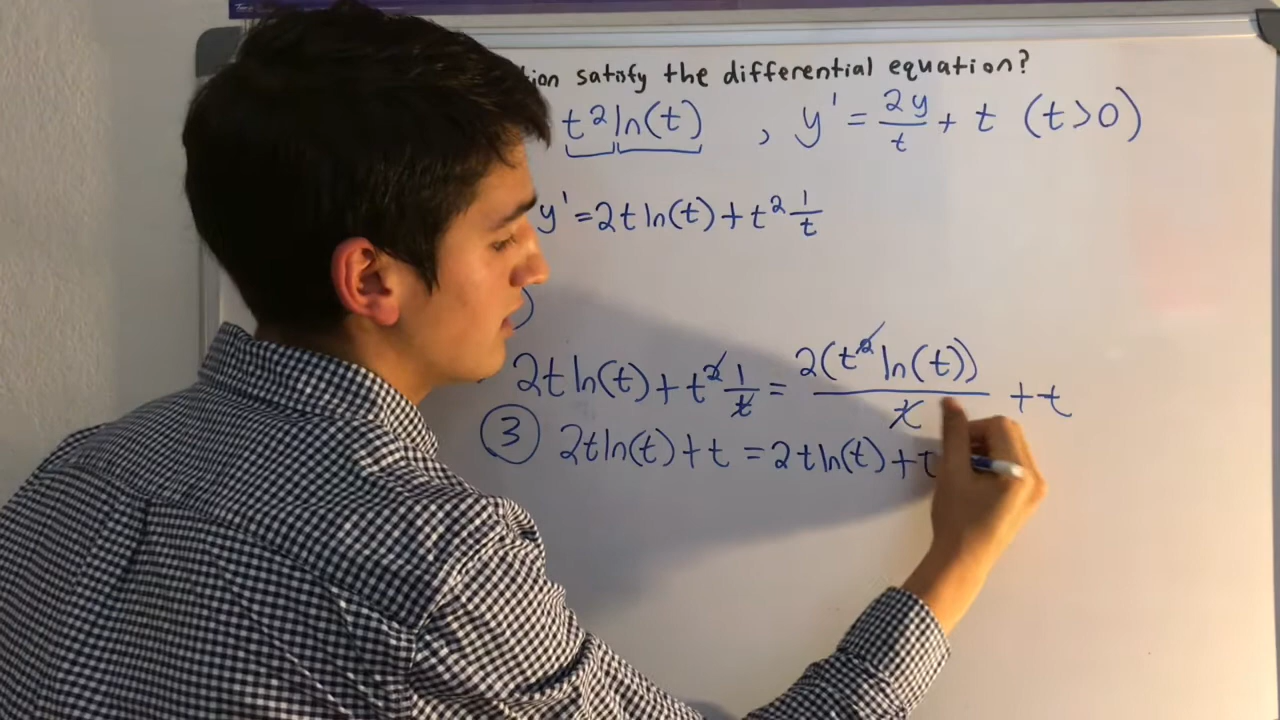 tion satisfy the differential equation?
t²ln(t) , y' = 2y/t + t (t>0)
y' = 2t ln(t) + t² 1/t
)
2t ln(t) + t² 1/t = 2(t² ln(t))/t + t
③ 2t ln(t) + t = 2t ln(t) + t